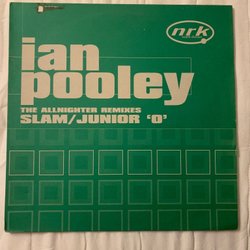 nrk
ian
pooley
THE ALLNIGHTER REMIXES
SLAM/JUNIOR 'O'